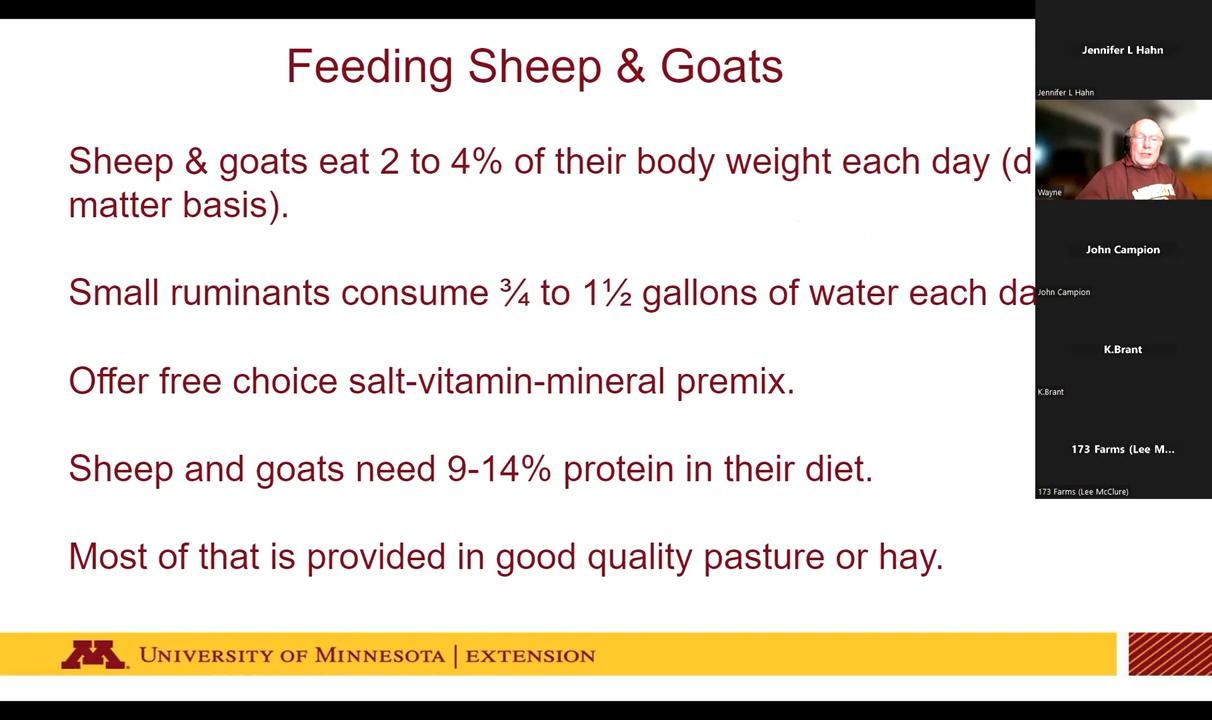 Feeding Sheep & Goats
Sheep & goats eat 2 to 4% of their body weight each day
matter basis).
Small ruminants consume ¾ to 1½ gallons of water each
Offer free choice salt-vitamin-mineral premix.
Sheep and goats need 9-14% protein in their diet.
Most of that is provided in good quality pasture or hay.
M
UNIVERSITY OF MINNESOTA | EXTENSION
Jennifer L Hahn
Jennifer L Hahn
Wayne
John Campion
John Campion
K.Brant
K.Brant
173 Farms (Lee M...
173 Farms (Lee McClure)